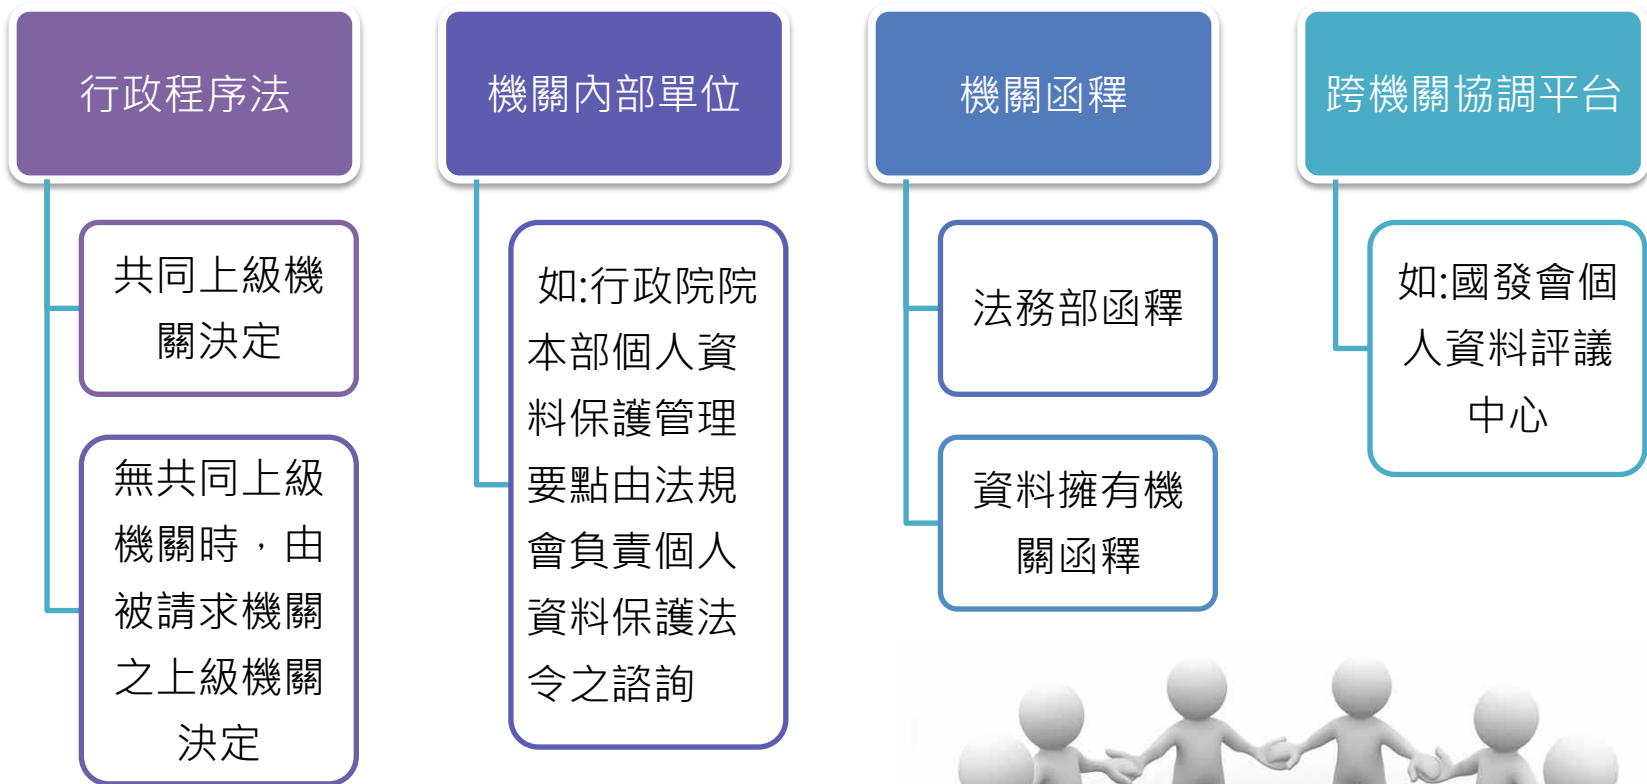 行政程序法
共同上級機
關決定
無共同上級
機關時，由
被請求機關
之上級機關
決定
機關內部單位
如:行政院院
本部個人資
料保護管理
要點由法規
會負責個人
資料保護法
令之諮詢
機關函釋
法務部函釋
資料擁有機
關函釋
跨機關協調平台
如:國發會個
人資料評議
中心